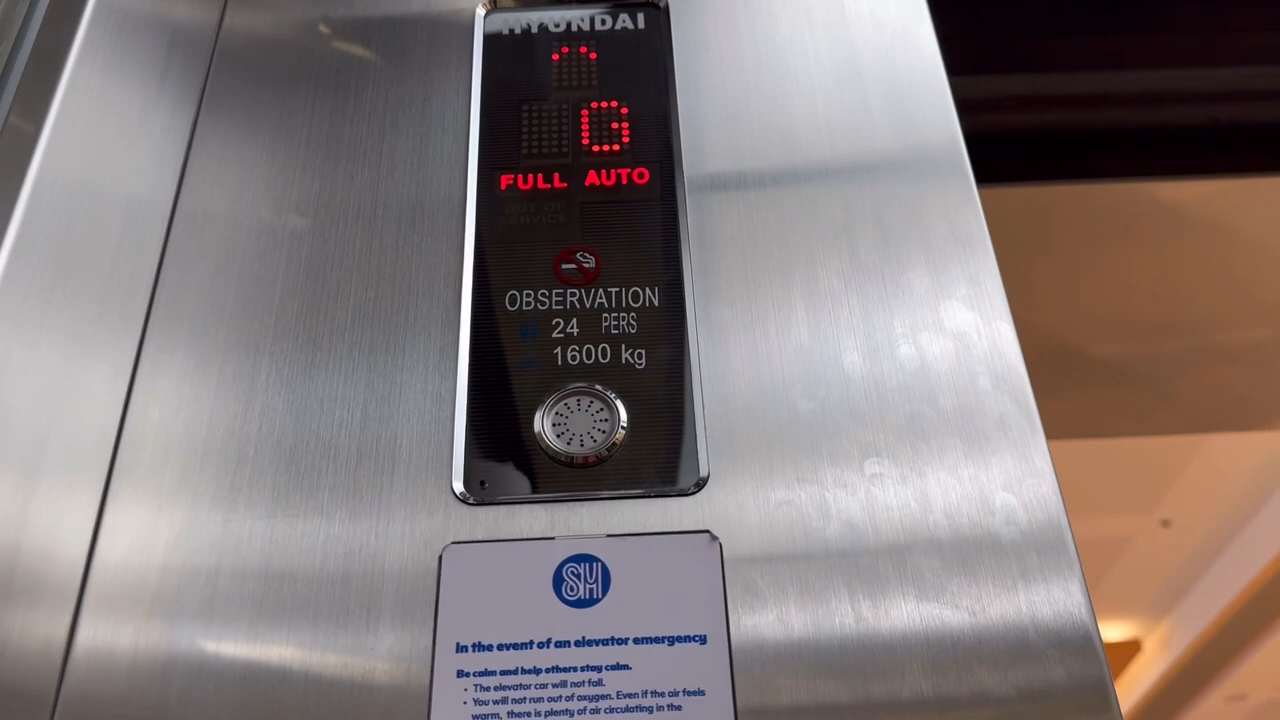 HYUNDAI
G
FULL AUTO
OUT OF
SERVICE
OBSERVATION
24 PERS
1600 kg
SM
In the event of an elevator emergency
Be calm and help others stay calm.
• The elevator car will not fall.
• You will not run out of oxygen. Even if the air feels
warm, there is plenty of air circulating in the